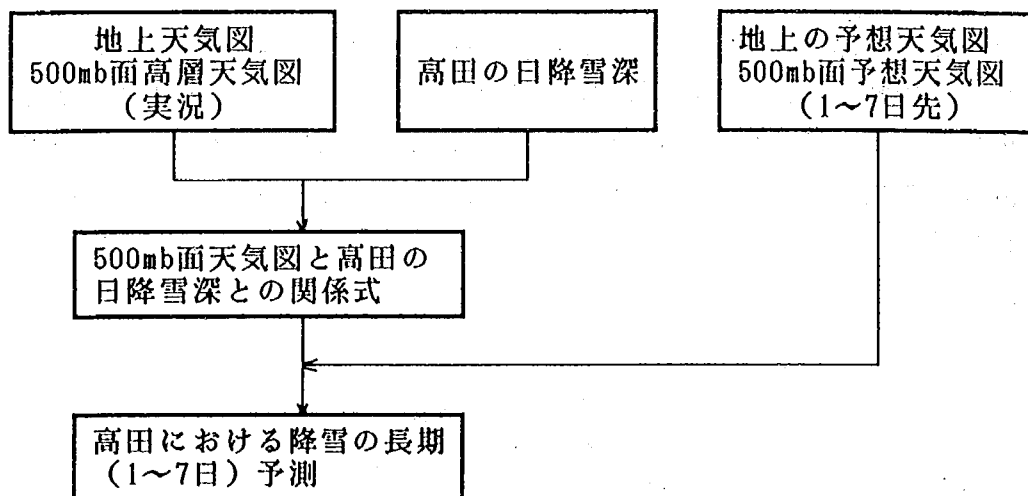 地上天気図
500mb面高層天気図
（実況）
高田の日降雪深
地上の予想天気図
500mb面予想天気図
（1～7日先）
500mb面天気図と高田の
日降雪深との関係式
高田における降雪の長期
（1～7日）予測